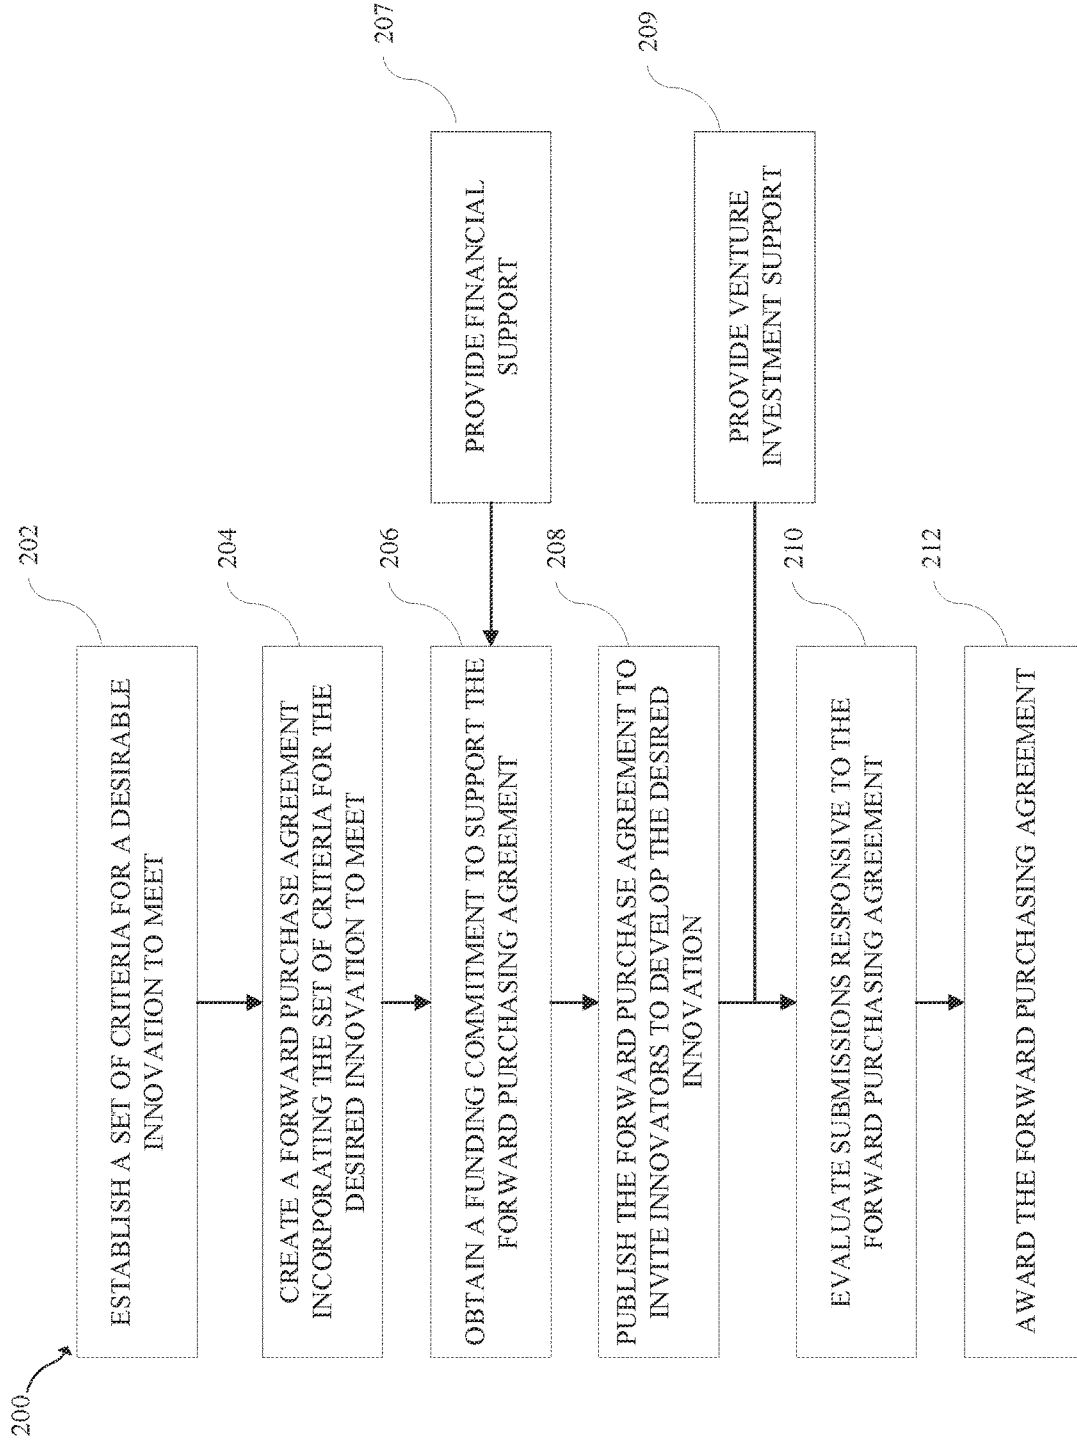 200
202
ESTABLISH A SET OF CRITERIA FOR A DESIRABLE
INNOVATION TO MEET
204
CREATE A FORWARD PURCHASE AGREEMENT
INCORPORATING THE SET OF CRITERIA FOR THE
DESIRED INNOVATION TO MEET
206
OBTAIN A FUNDING COMMITMENT TO SUPPORT THE
FORWARD PURCHASING AGREEMENT
207
PROVIDE FINANCIAL
SUPPORT
208
PUBLISH THE FORWARD PURCHASE AGREEMENT TO
INVITE INNOVATORS TO DEVELOP THE DESIRED
INNOVATION
209
PROVIDE VENTURE
INVESTMENT SUPPORT
210
EVALUATE SUBMISSIONS RESPONSIVE TO THE
FORWARD PURCHASING AGREEMENT
212
AWARD THE FORWARD PURCHASING AGREEMENT